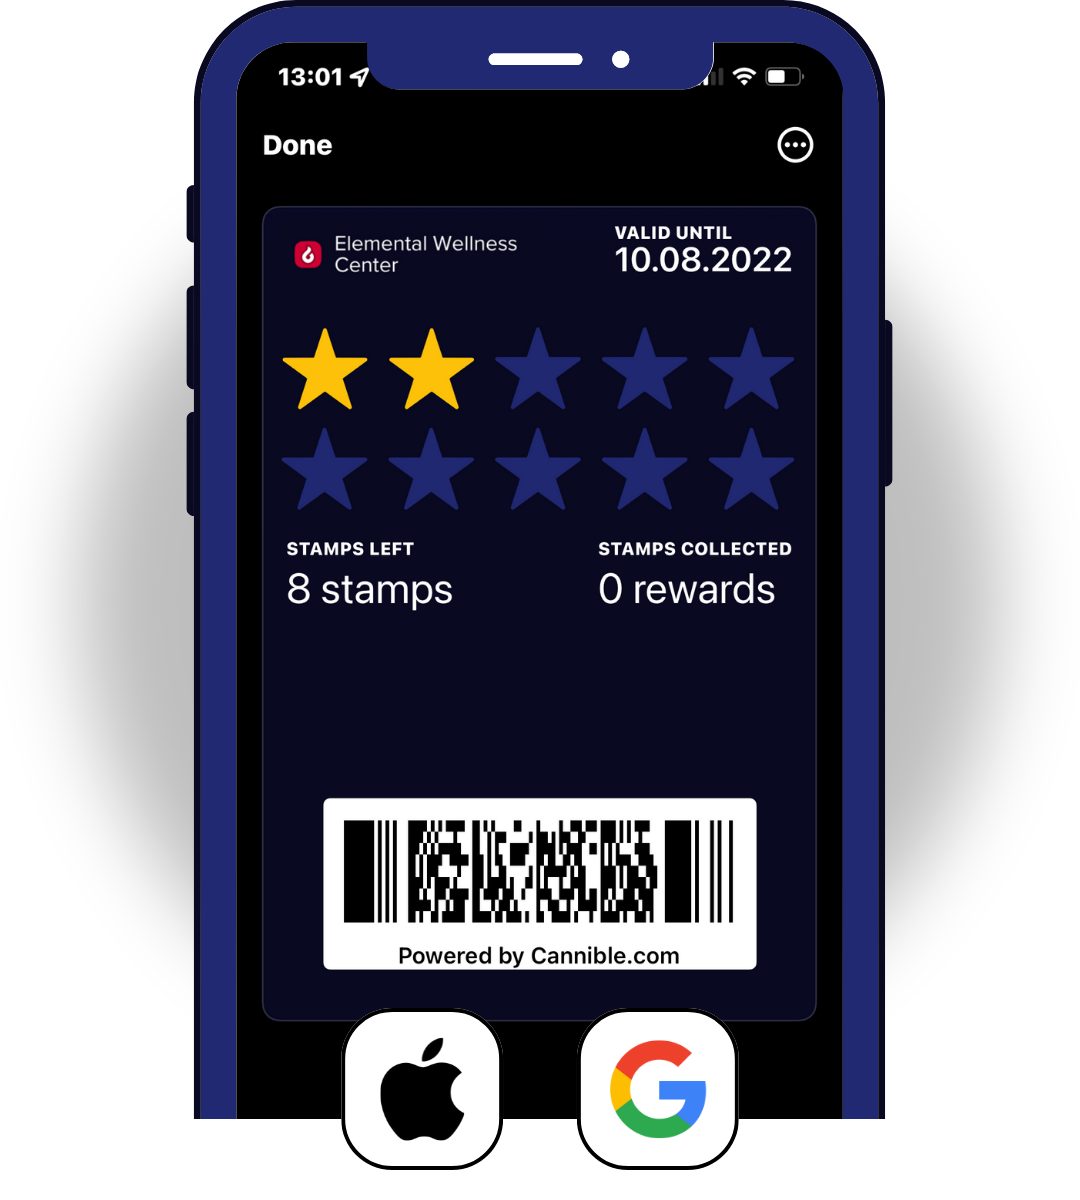 13:01
Done
Elemental Wellness
Center
VALID UNTIL
10.08.2022
STAMPS LEFT
STAMPS COLLECTED
8 stamps
0 rewards
Powered by Cannible.com